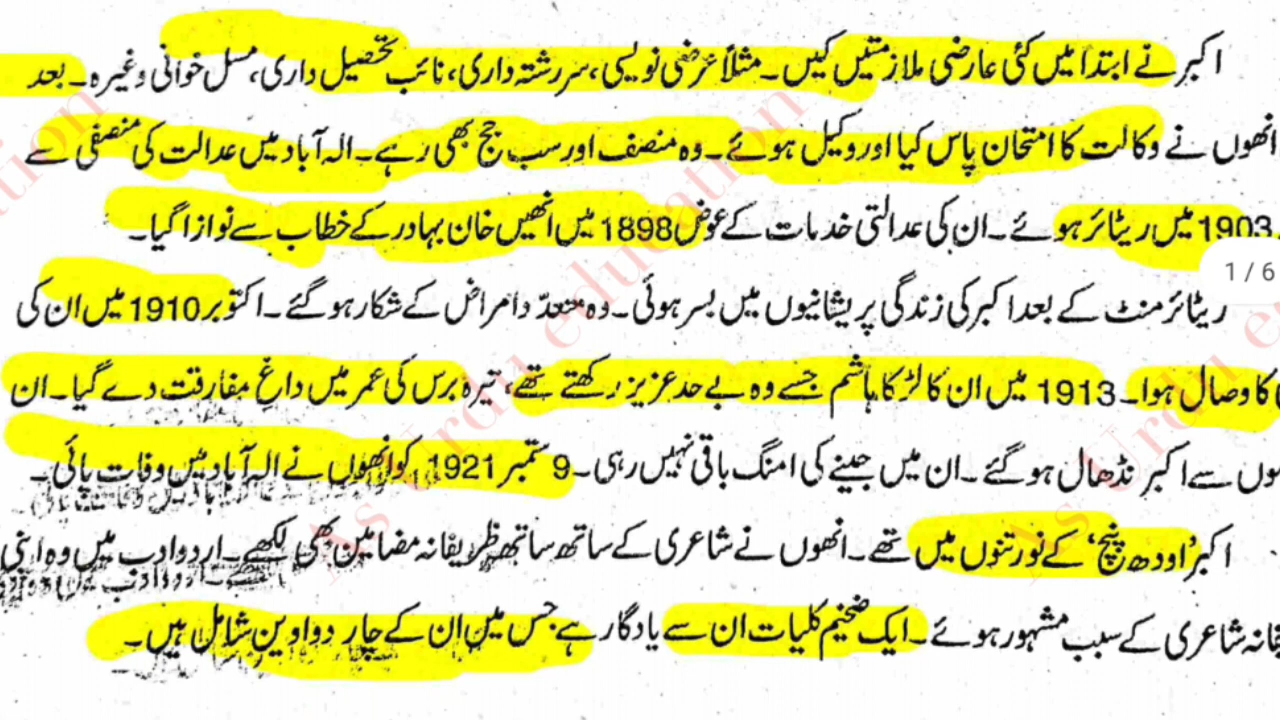 اکبر نے ابتدا میں کئی عارضی ملازمتیں کیں۔ مثلاً عرضی نویسی، سررشتہ داری، نائب تحصیل داری، مسل خوانی وغیرہ۔ بعد
انھوں نے وکالت کا امتحان پاس کیا اور وکیل ہوئے۔ وہ منصف اور سب جج بھی رہے۔ الہ آباد میں عدالت کی منصفی سے
1903 میں ریٹائر ہوئے۔ ان کی عدالتی خدمات کے عوض 1898 میں انھیں خان بہادر کے خطاب سے نوازا گیا۔
1 / 6
ریٹائرمنٹ کے بعد اکبر کی زندگی پریشانیوں میں بسر ہوئی۔ وہ متعدد امراض کے شکار ہوگئے۔ اکتوبر 1910 میں ان کی
کا وصال ہوا۔ 1913 میں ان کا لڑکا ہاشم جسے وہ بے حد عزیز رکھتے تھے، تیرہ برس کی عمر میں داغِ مفارقت دے گیا۔ ان
سے اکبر نڈھال ہوگئے۔ ان میں جینے کی امنگ باقی نہیں رہی۔ 9 ستمبر 1921 کو انھوں نے الہ آباد میں وفات پائی۔
اکبر 'اودھ پنچ' کے نورتنوں میں تھے۔ انھوں نے شاعری کے ساتھ ساتھ ظریفانہ مضامین بھی لکھے۔ اردو ادب میں وہ اپنی
شاعری کے سبب مشہور ہوئے۔ ایک ضخیم کلیات ان سے یادگار ہے جس میں ان کے چار دواوین شامل ہیں۔
As Urdu education